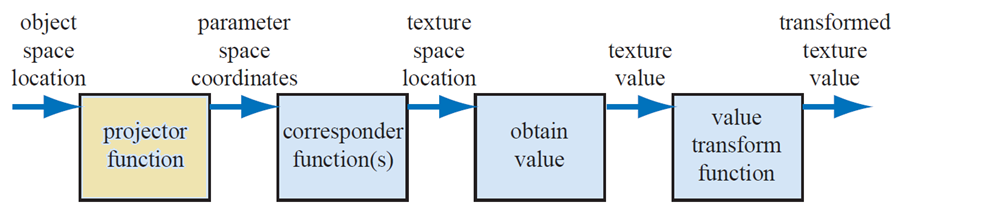 object
space
location
parameter
space
coordinates
texture
space
location
texture
value
transformed
texture
value
projector
function
corresponder
function(s)
obtain
value
value
transform
function